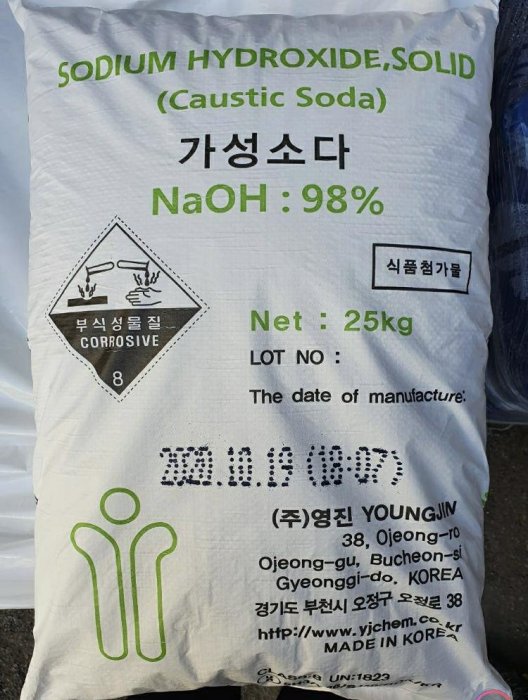 SODIUM HYDROXIDE,SOLID
(Caustic Soda)
가성소다
NaOH : 98%
식품첨가물
부식성물질
CORROSIVE
8
Net : 25kg
LOT NO :
The date of manufacture:
2020.10.19 (18:07)
(주)영진 YOUNGJIN
38, Ojeong-ro
Ojeong-gu, Bucheon-si
Gyeonggi-do. KOREA
경기도 부천시 오정구 오정로 38
http://www.yjchem.co.kr
MADE IN KOREA
CLASS:8 UN:1823